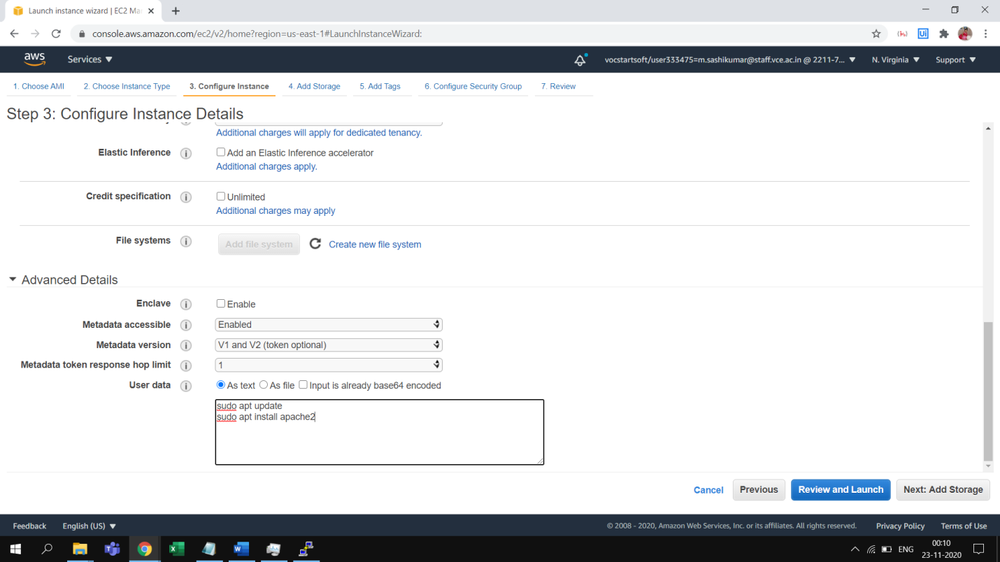 Launch instance wizard | EC2 Ma
console.aws.amazon.com/ec2/v2/home?region=us-east-1#LaunchInstanceWizard:
aws Services vocstartsoft/user333475=m.sashikumar@staff.vce.ac.in @ 2211-7... N. Virginia Support
1. Choose AMI 2. Choose Instance Type 3. Configure Instance 4. Add Storage 5. Add Tags 6. Configure Security Group 7. Review
Step 3: Configure Instance Details
Additional charges will apply for dedicated tenancy.
Elastic Inference Add an Elastic Inference accelerator
Additional charges apply.
Credit specification Unlimited
Additional charges may apply
File systems Add file system Create new file system
Advanced Details
Enclave Enable
Metadata accessible Enabled
Metadata version V1 and V2 (token optional)
Metadata token response hop limit 1
User data As text As file Input is already base64 encoded
sudo apt update
sudo apt install apache2
Cancel Previous Review and Launch Next: Add Storage
Feedback English (US) © 2008 - 2020, Amazon Web Services, Inc. or its affiliates. All rights reserved. Privacy Policy Terms of Use
ENG 00:10
23-11-2020